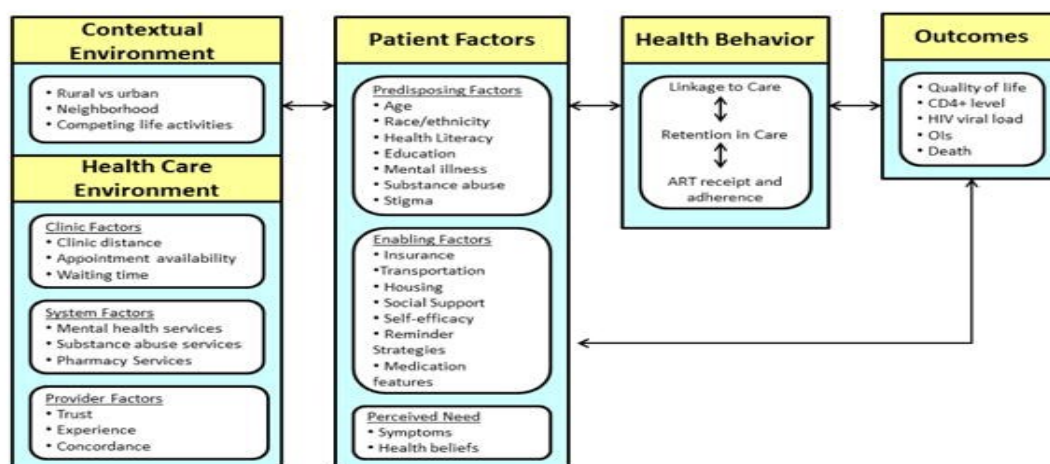 Contextual
Environment
• Rural vs urban
• Neighborhood
• Competing life activities
Health Care
Environment
Clinic Factors
• Clinic distance
• Appointment availability
• Waiting time
System Factors
• Mental health services
• Substance abuse services
• Pharmacy Services
Provider Factors
• Trust
• Experience
• Concordance
Patient Factors
Predisposing Factors
• Age
• Race/ethnicity
• Health Literacy
• Education
• Mental illness
• Substance abuse
• Stigma
Enabling Factors
• Insurance
•Transportation
• Housing
• Social Support
• Self-efficacy
• Reminder
Strategies
• Medication
features
Perceived Need
• Symptoms
• Health beliefs
Health Behavior
Linkage to Care
Retention in Care
ART receipt and
adherence
Outcomes
• Quality of life
• CD4+ level
• HIV viral load
• OIs
• Death